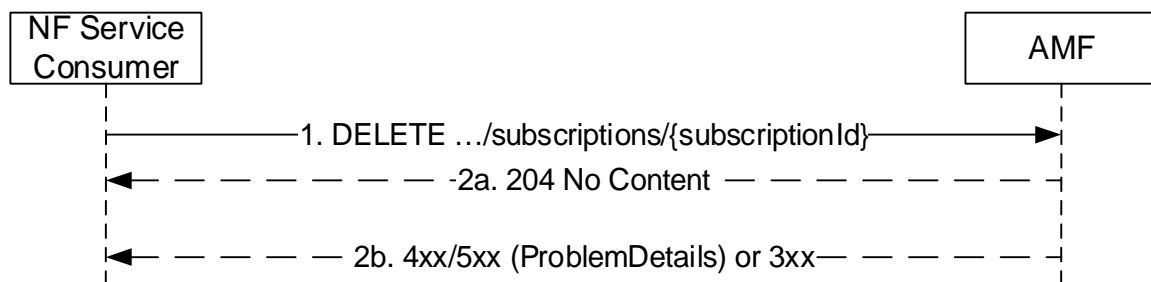 NF Service
Consumer
AMF
1. DELETE …/subscriptions/{subscriptionId}
2a. 204 No Content
2b. 4xx/5xx (ProblemDetails) or 3xx